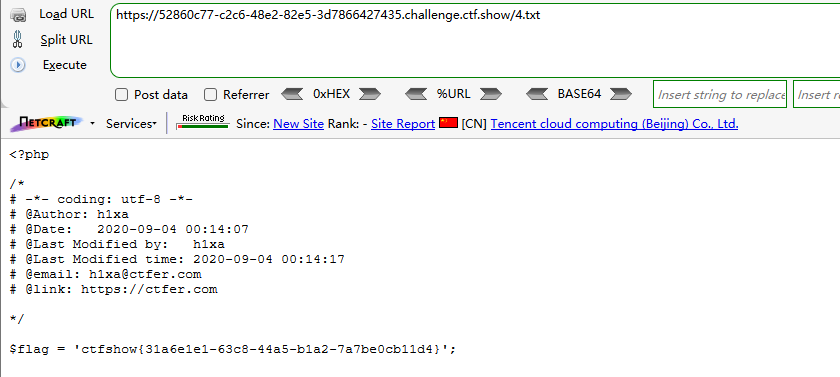 Load URL
https://52860c77-c2c6-48e2-82e5-3d7866427435.challenge.ctf.show/4.txt
Split URL
Execute
Post data Referrer 0xHEX %URL BASE64 Insert string to replace Insert re
NETCRAFT Services Risk Rating Since: New Site Rank: - Site Report [CN] Tencent cloud computing (Beijing) Co., Ltd.
<?php
/*
# -*- coding: utf-8 -*-
# @Author: h1xa
# @Date:   2020-09-04 00:14:07
# @Last Modified by:   h1xa
# @Last Modified time: 2020-09-04 00:14:17
# @email: h1xa@ctfer.com
# @link: https://ctfer.com
*/
$flag = 'ctfshow{31a6e1e1-63c8-44a5-b1a2-7a7be0cb11d4}';